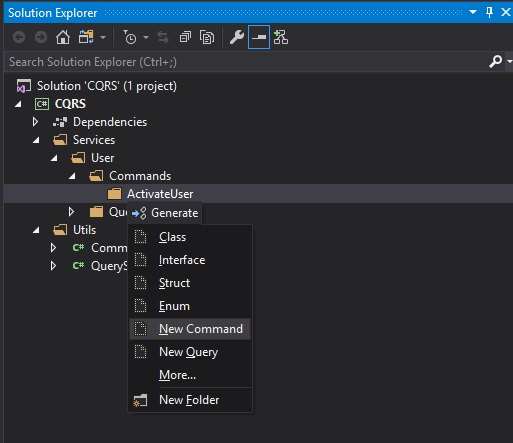 Solution Explorer
Search Solution Explorer (Ctrl+;)
Solution 'CQRS' (1 project)
C# CQRS
Dependencies
Services
User
Commands
ActivateUser
Que
Generate
Utils
C# Comm
C# QueryS
Class
Interface
Struct
Enum
New Command
New Query
More...
New Folder